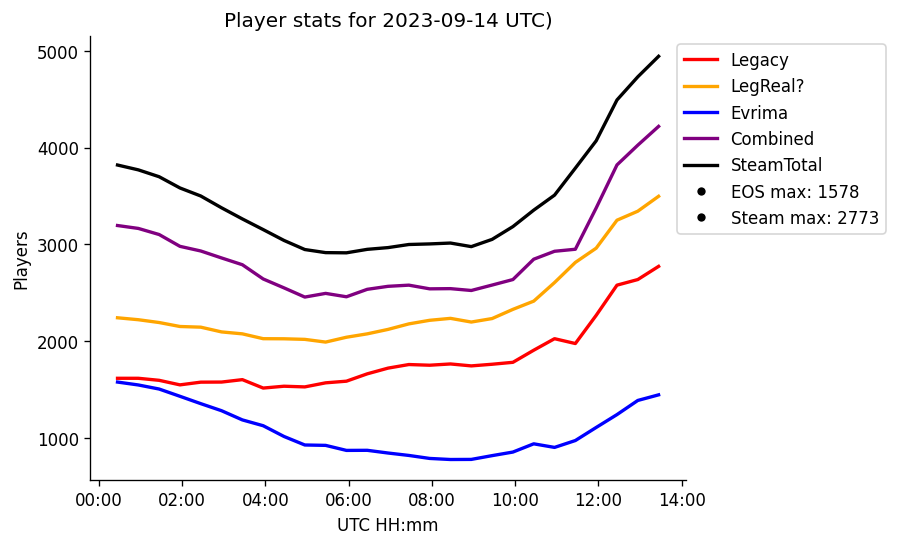 Player stats for 2023-09-14 UTC)
5000
4000
3000
2000
1000
Players
00:00 02:00 04:00 06:00 08:00 10:00 12:00 14:00
UTC HH:mm
Legacy
LegReal?
Evrima
Combined
SteamTotal
EOS max: 1578
Steam max: 2773